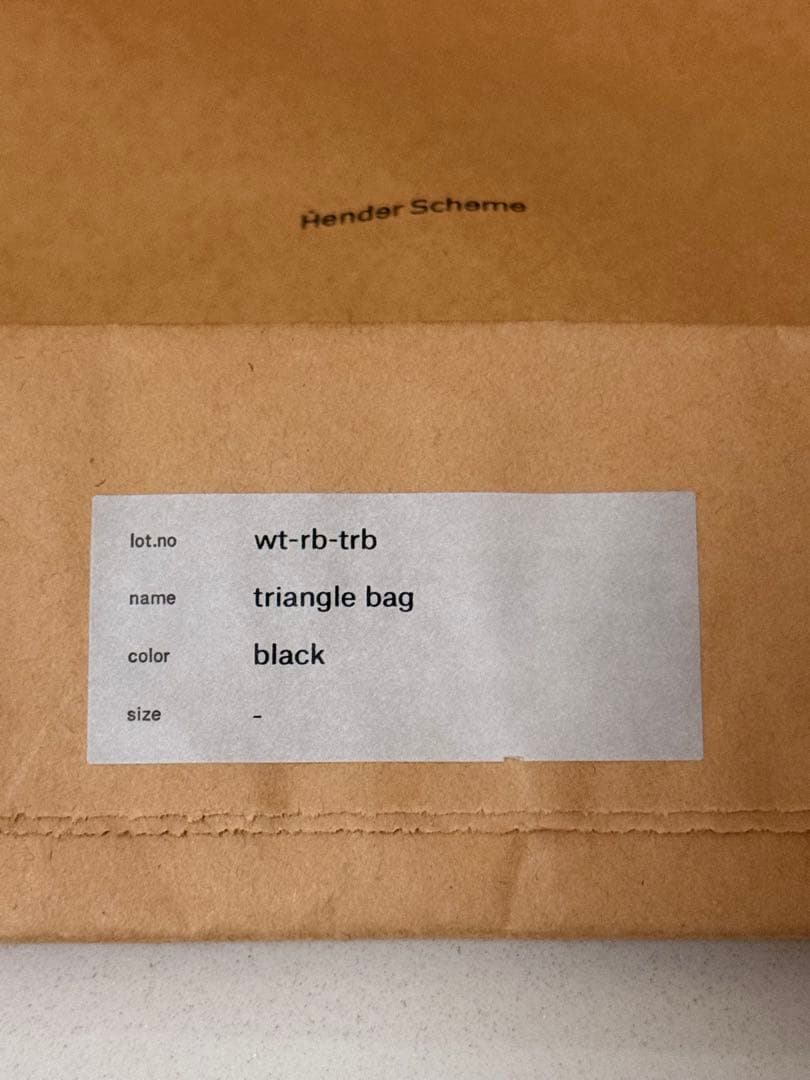 Hender Scheme
lot.no wt-rb-trb
name triangle bag
color black
size -